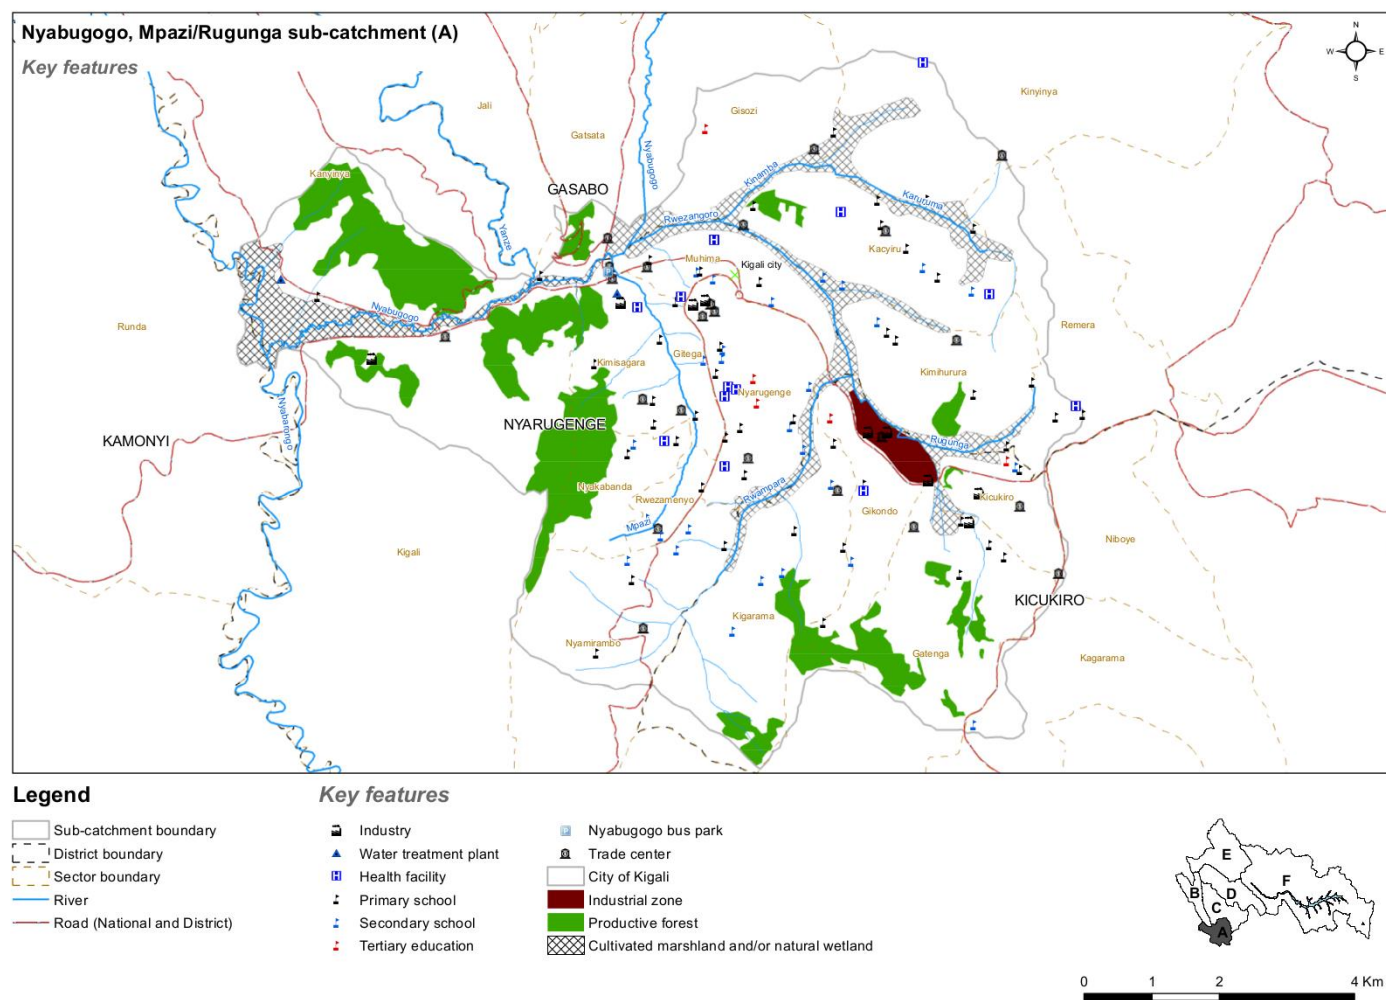 Nyabugogo, Mpazi/Rugunga sub-catchment (A)
Key features
N
W
E
S
Kinyinya
Jali
Gisozi
Gatsata
Nyabugogo
Kanyinya
Kinamba
GASABO
Karuruma
Rwezangoro
Yanze
Kacyiru
Muhima
Kigali city
Nyabugogo
Runda
Remera
Gitega
Kimisagara
Kimihurura
Nyarugenge
Nyabarongo
NYARUGENGE
KAMONYI
Rugunga
Nyakabanda
Rwampara
Rwezamenyo
Kicukiro
Gikondo
Mpazi
Niboye
Kigali
KICUKIRO
Kigarama
Nyamirambo
Gatenga
Kagarama
Legend
Sub-catchment boundary
District boundary
Sector boundary
River
Road (National and District)
Key features
Industry
Water treatment plant
Health facility
Primary school
Secondary school
Tertiary education
Nyabugogo bus park
Trade center
City of Kigali
Industrial zone
Productive forest
Cultivated marshland and/or natural wetland
E
F
B
D
C
A
0 1 2 4 Km